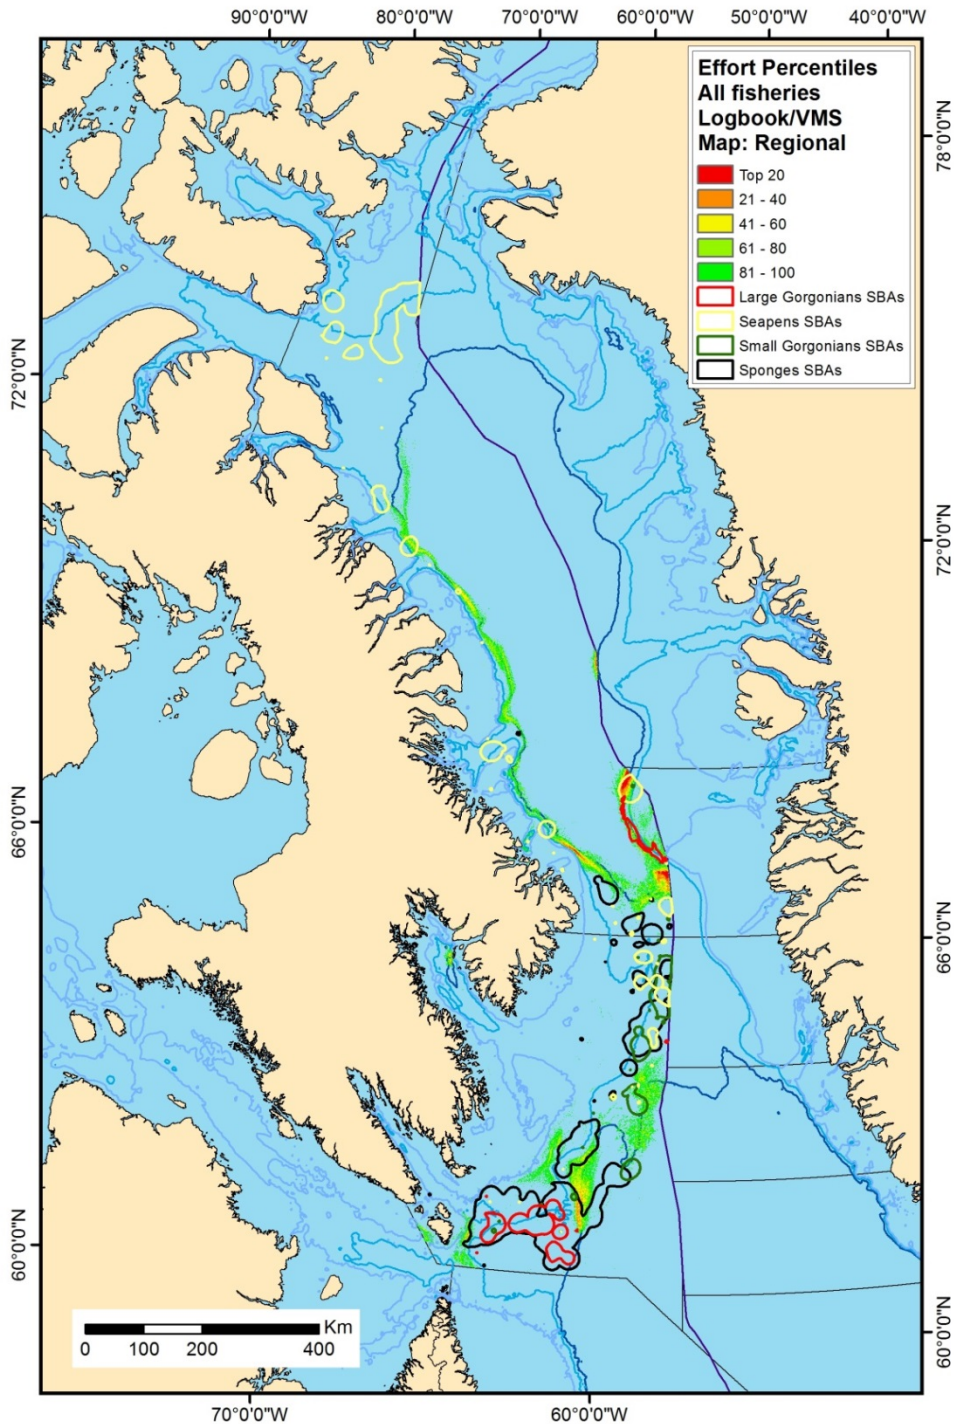 90°0'0"W 80°0'0"W 70°0'0"W 60°0'0"W 50°0'0"W 40°0'0"W
Effort Percentiles
All fisheries
Logbook/VMS
Map: Regional
Top 20
21 - 40
41 - 60
61 - 80
81 - 100
Large Gorgonians SBAs
Seapens SBAs
Small Gorgonians SBAs
Sponges SBAs
78°0'0"N
72°0'0"N
72°0'0"N
66°0'0"N
66°0'0"N
60°0'0"N
60°0'0"N
Km
0 100 200 400
70°0'0"W 60°0'0"W